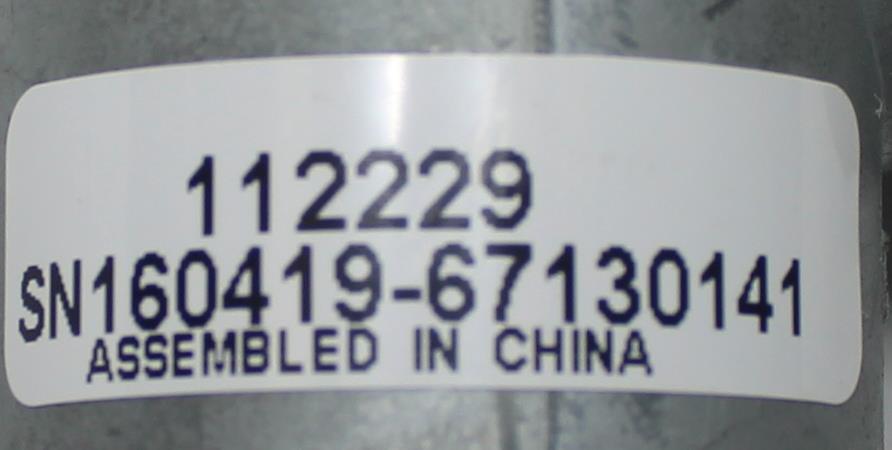 112229
SN160419-67130141
ASSEMBLED IN CHINA